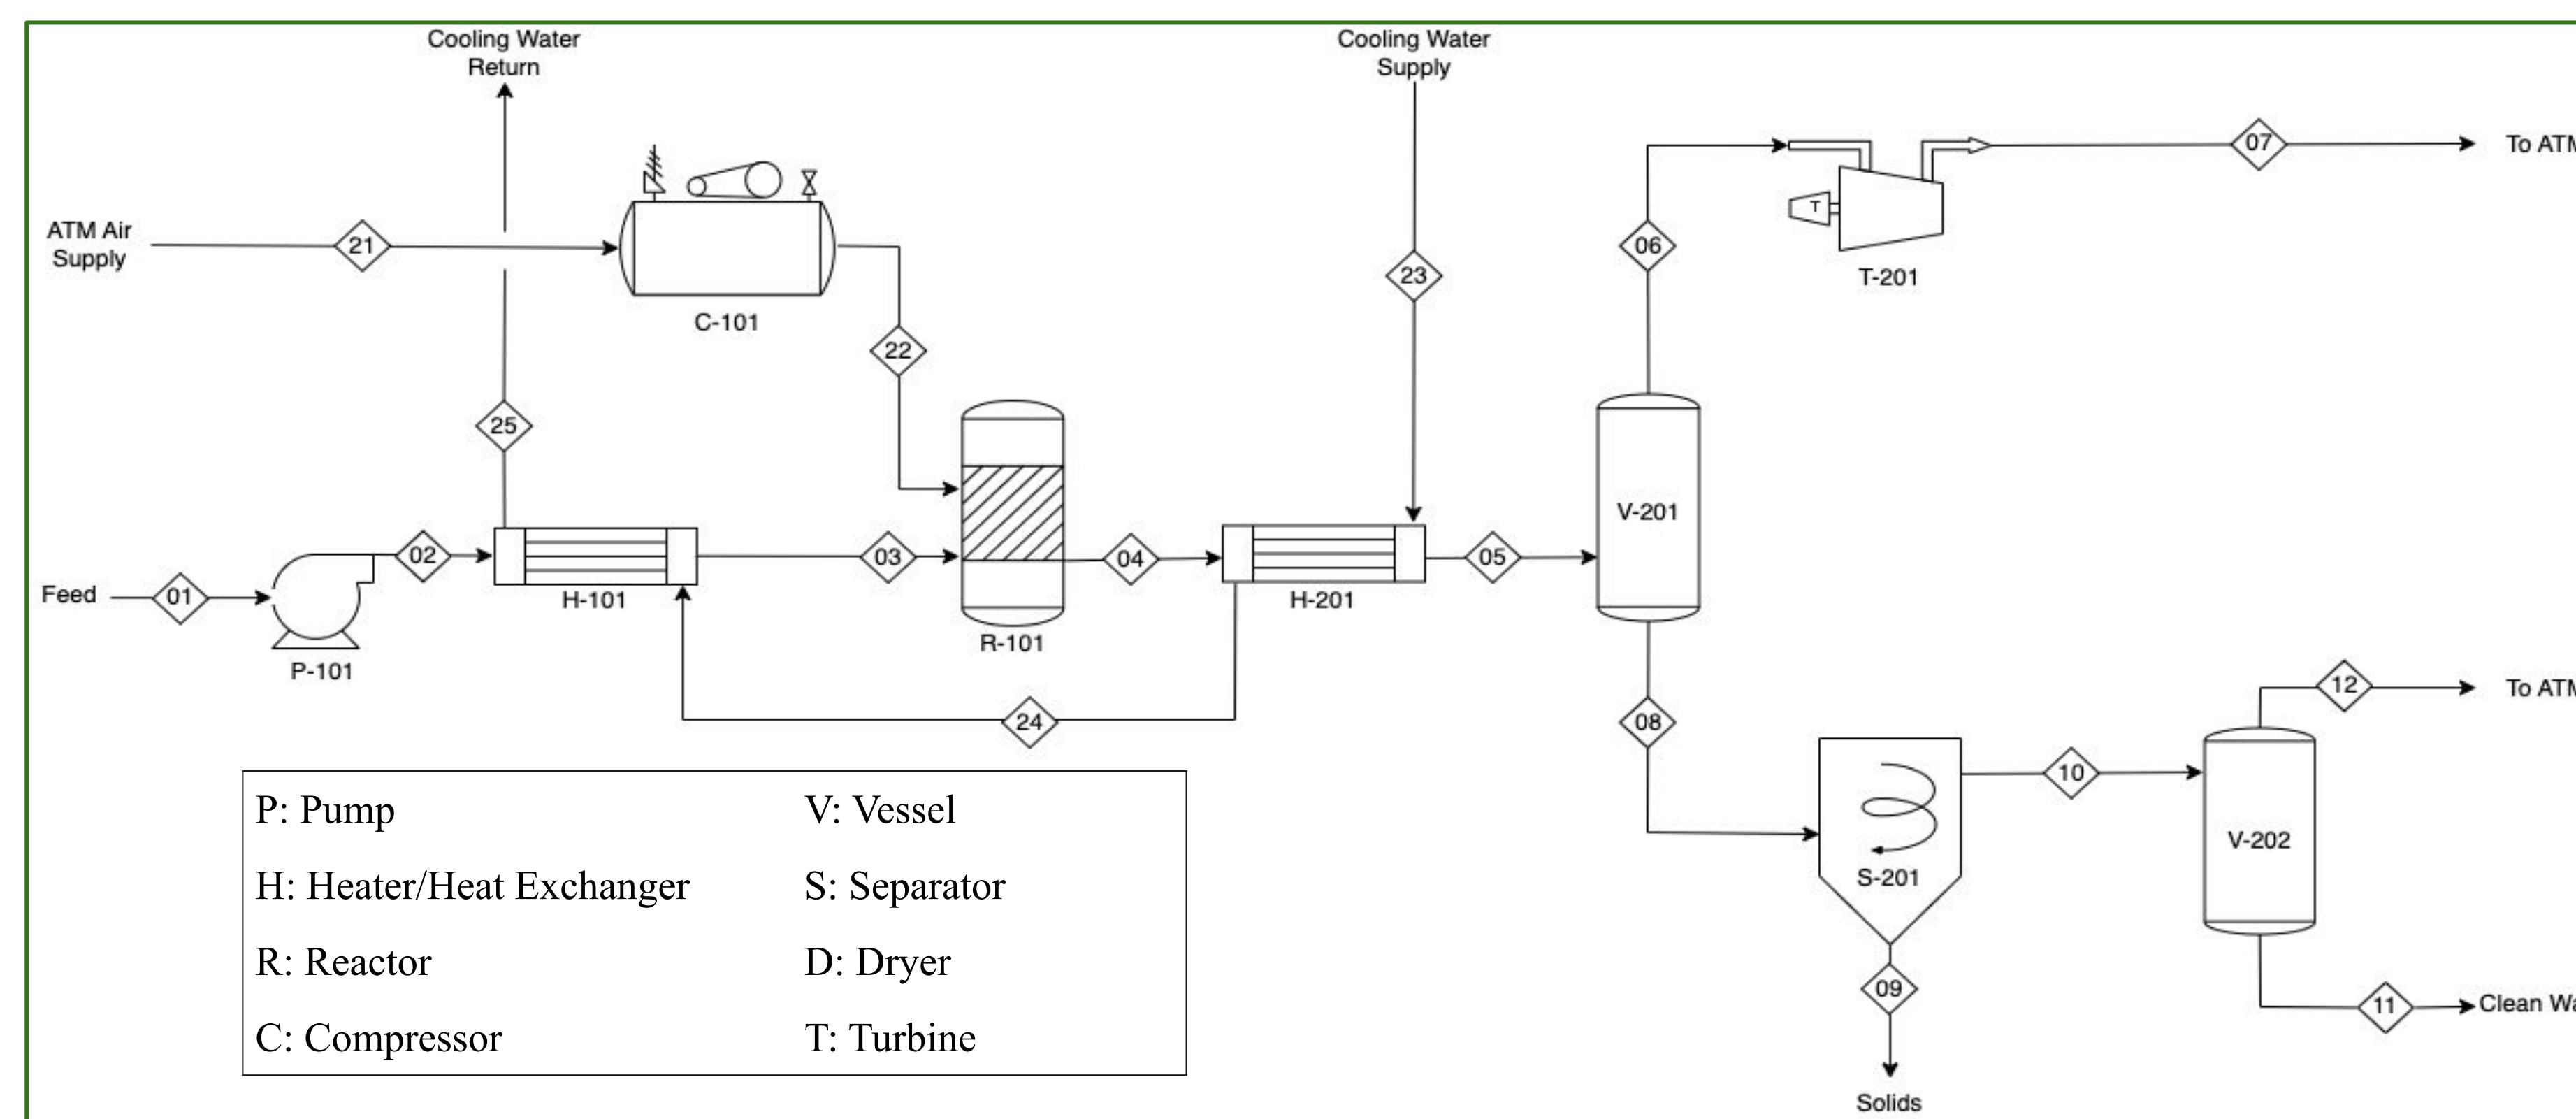 Cooling Water
Return
Cooling Water
Supply
07
To ATM
T
T-201
ATM Air
Supply
21
06
23
C-101
22
25
V-201
02
03
04
05
Feed
01
H-101
H-201
R-101
P-101
24
08
12
To ATM
10
V-202
S-201
09
11
Clean
Solids
P: Pump
V: Vessel
H: Heater/Heat Exchanger
S: Separator
R: Reactor
D: Dryer
C: Compressor
T: Turbine